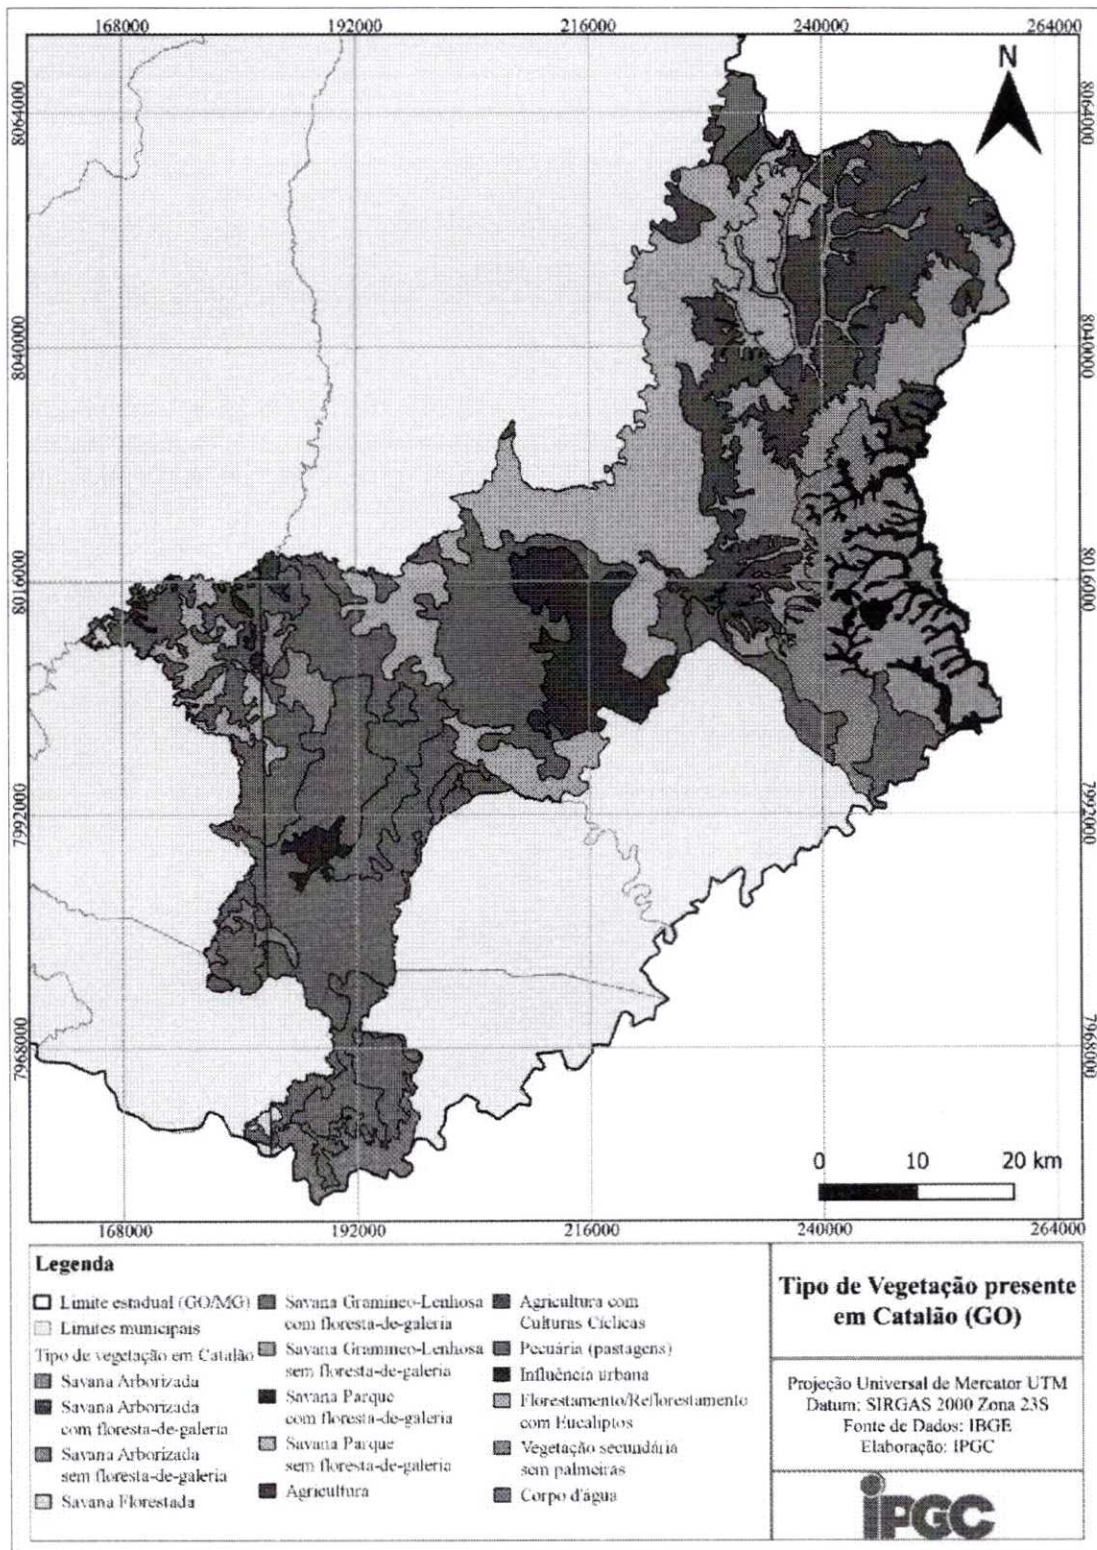 168000 192000 216000 240000 264000
N
8064000 8064000
8040000 8040000
8016000 8016000
7992000 7992000
7968000 7968000
0 10 20 km
168000 192000 216000 240000 264000
Legenda
Limite estadual (GO/MG)
Limites municipais
Tipo de vegetação em Catalão
Savana Arborizada
Savana Arborizada
com floresta-de-galeria
Savana Arborizada
sem floresta-de-galeria
Savana Florestada
Savana Gramíneo-Lenhosa
com floresta-de-galeria
Savana Gramíneo-Lenhosa
sem floresta-de-galeria
Savana Parque
com floresta-de-galeria
Savana Parque
sem floresta-de-galeria
Agricultura
Agricultura com
Culturas Cíclicas
Pecuária (pastagens)
Influência urbana
Florestamento/Reflorestamento
com Eucaliptos
Vegetação secundária
sem palmeiras
Corpo d'água
Tipo de Vegetação presente
em Catalão (GO)
Projeção Universal de Mercator UTM
Datum: SIRGAS 2000 Zona 23S
Fonte de Dados: IBGE
Elaboração: IPGC
iPGC